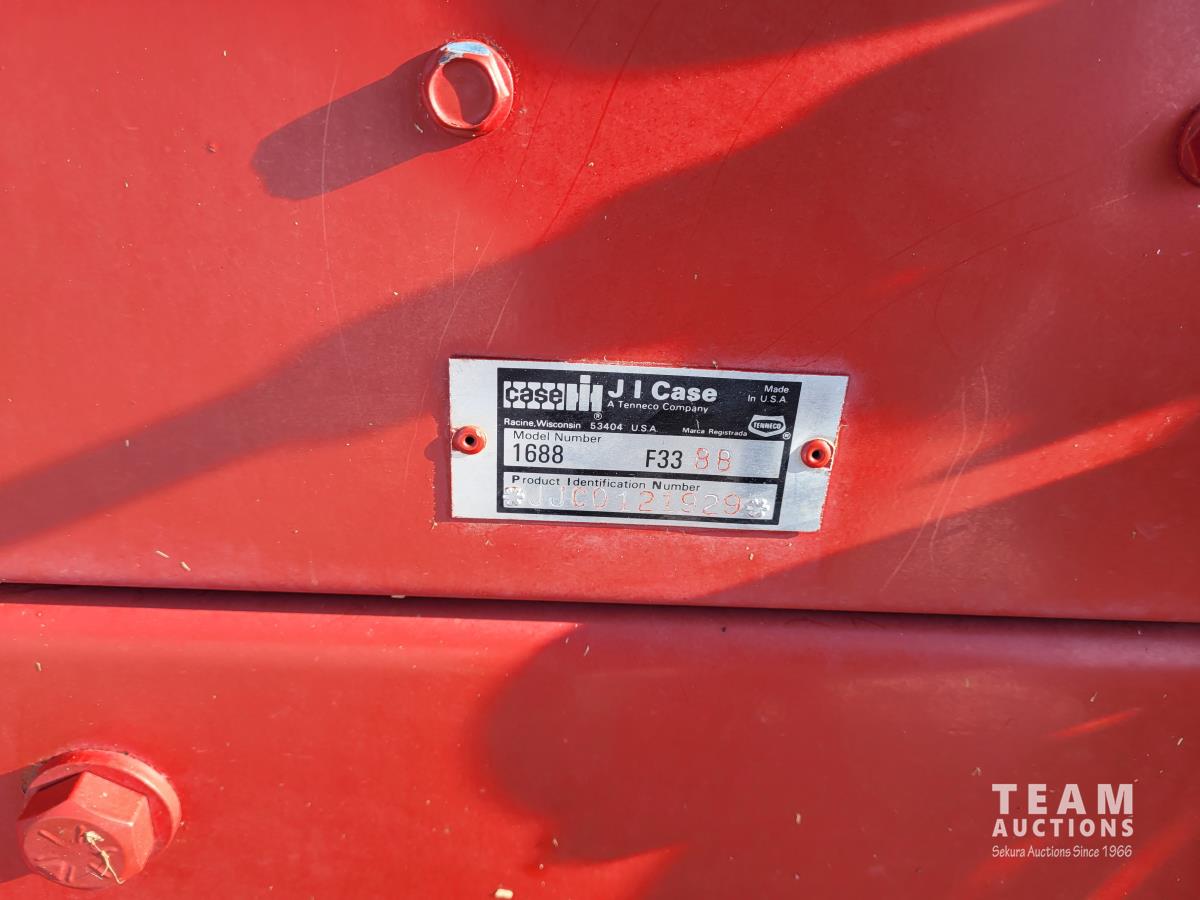 case IH ® J I Case Made
A Tenneco Company In U.S.A.
Racine, Wisconsin 53404 U.S.A. Marca Registrada TENNECO ®
Model Number
1688 F33 88
Product Identification Number
*JJC0121929*
TEAM
AUCTIONS
Sekura Auctions Since 1966